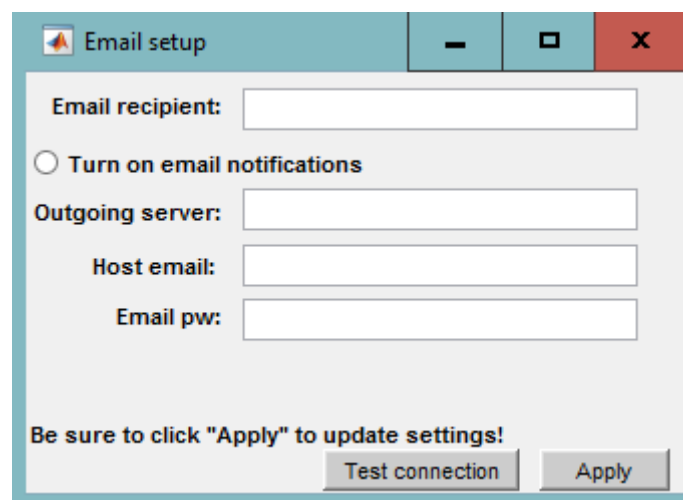 Email setup
Email recipient:
Turn on email notifications
Outgoing server:
Host email:
Email pw:
Be sure to click "Apply" to update settings!
Test connection Apply